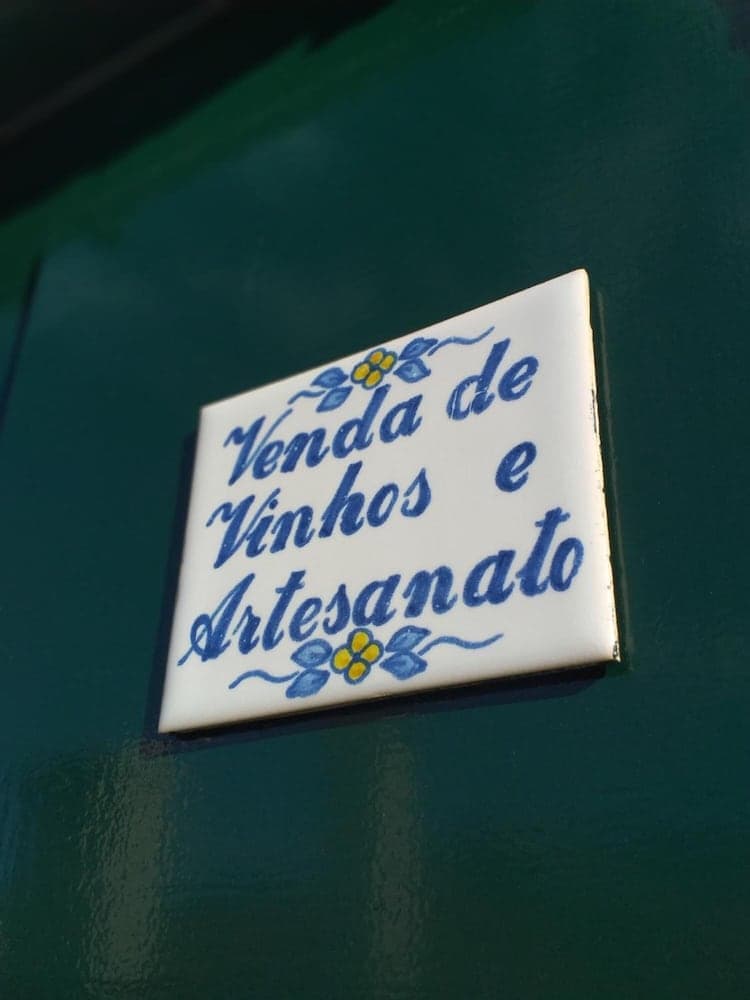 Venda de
Vinhos e
Artesanato